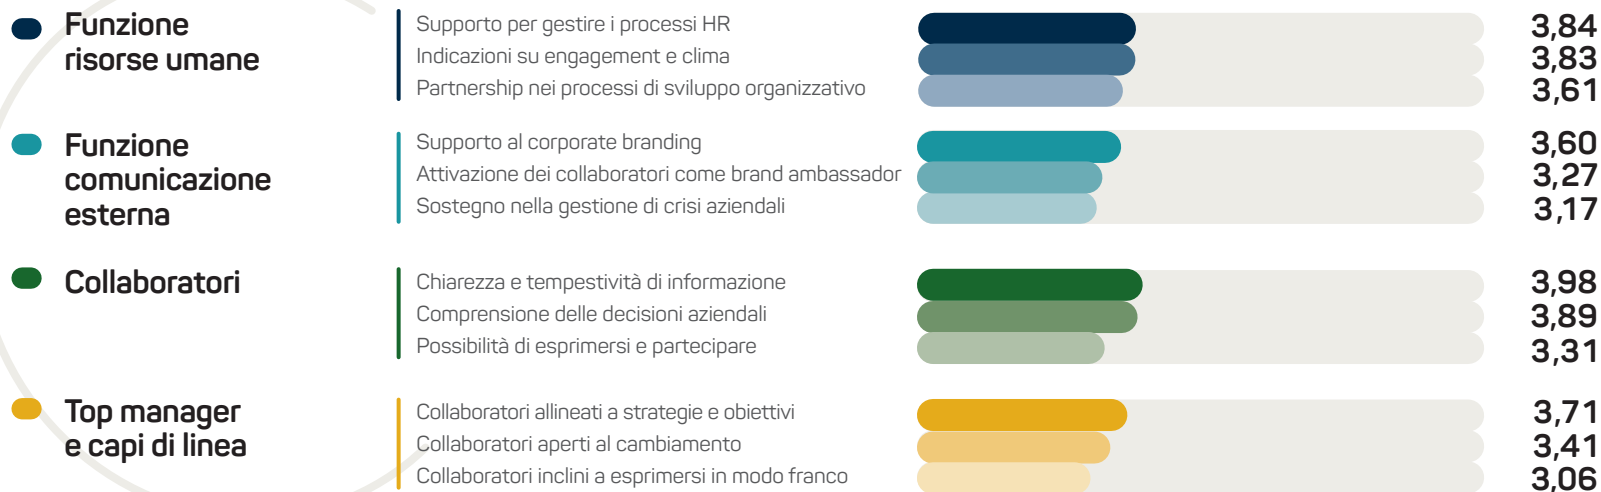 Funzione
risorse umane
Supporto per gestire i processi HR 3,84
Indicazioni su engagement e clima 3,83
Partnership nei processi di sviluppo organizzativo 3,61
Funzione
comunicazione
esterna
Supporto al corporate branding 3,60
Attivazione dei collaboratori come brand ambassador 3,27
Sostegno nella gestione di crisi aziendali 3,17
Collaboratori
Chiarezza e tempestività di informazione 3,98
Comprensione delle decisioni aziendali 3,89
Possibilità di esprimersi e partecipare 3,31
Top manager
e capi di linea
Collaboratori allineati a strategie e obiettivi 3,71
Collaboratori aperti al cambiamento 3,41
Collaboratori inclini a esprimersi in modo franco 3,06